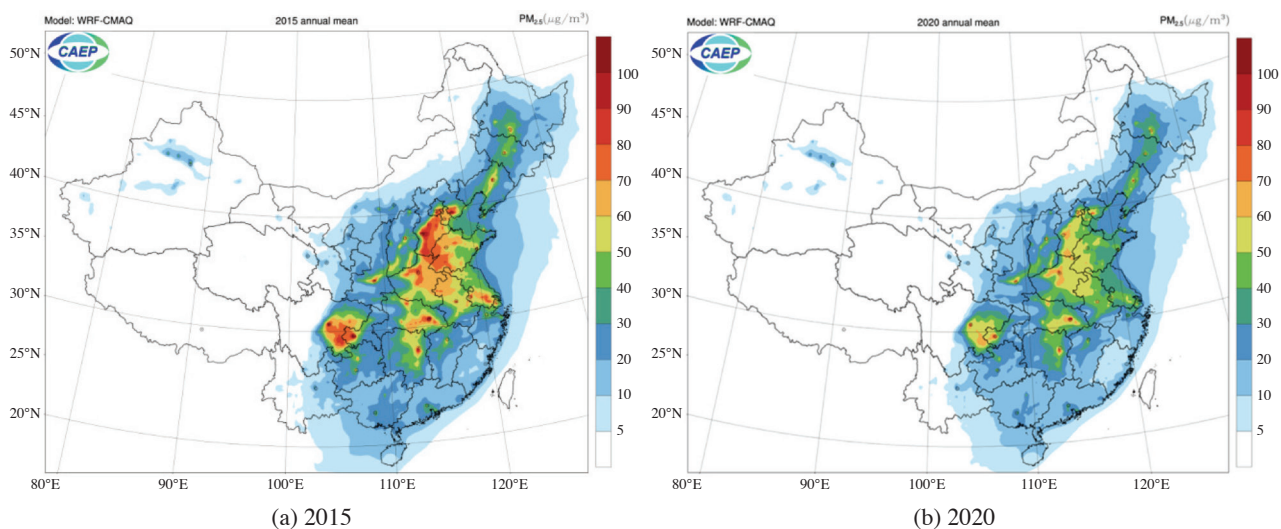 Model: WRF-CMAQ 2015 annual mean PM2.5(μg/m³)
CAEP
50°N
45°N
40°N
35°N
30°N
25°N
20°N
80°E 90°E 100°E 110°E 120°E
100
90
80
70
60
50
40
30
20
10
5
(a) 2015
Model: WRF-CMAQ 2020 annual mean PM2.5(μg/m³)
CAEP
50°N
45°N
40°N
35°N
30°N
25°N
20°N
80°E 90°E 100°E 110°E 120°E
100
90
80
70
60
50
40
30
20
10
5
(b) 2020